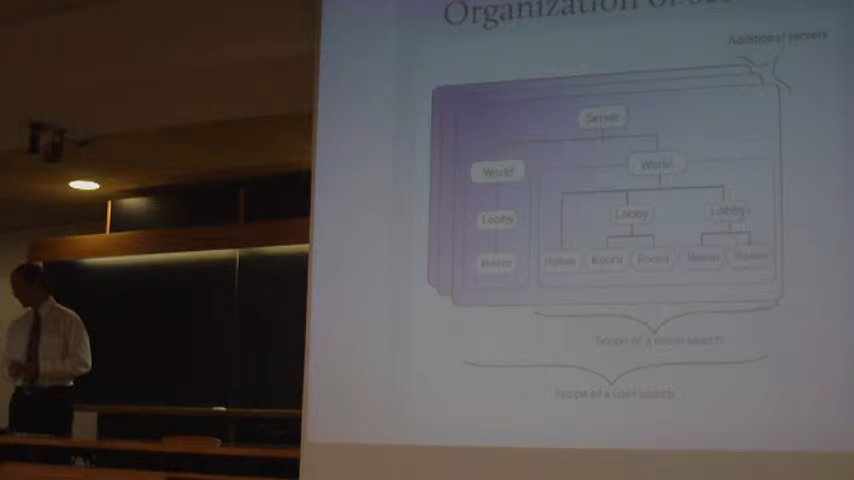 Organization of
Additional servers
Server
World World
Lobby Lobby Lobby
Rooms Rooms Rooms Rooms Rooms Rooms
Scope of a room search
Scope of a user search